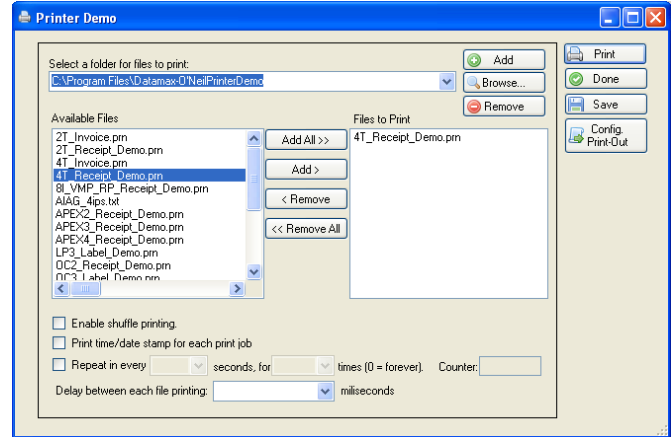 Printer Demo
Select a folder for files to print:
C:\Program Files\Datamax-O'NeilPrinterDemo
Add
Browse...
Remove
Print
Done
Save
Config.
Print-Out
Available Files
2T_Invoice.prn
2T_Receipt_Demo.prn
4T_Invoice.prn
4T_Receipt_Demo.prn
8I_VMP_RP_Receipt_Demo.prn
AIAG_4ips.txt
APEX2_Receipt_Demo.prn
APEX3_Receipt_Demo.prn
APEX4_Receipt_Demo.prn
LP3_Label_Demo.prn
OC2_Receipt_Demo.prn
OC3_Label_Demo.prn
Add All >>
Add >
< Remove
<< Remove All
Files to Print
4T_Receipt_Demo.prn
Enable shuffle printing.
Print time/date stamp for each print job
Repeat in every seconds, for times (0 = forever). Counter:
Delay between each file printing: miliseconds